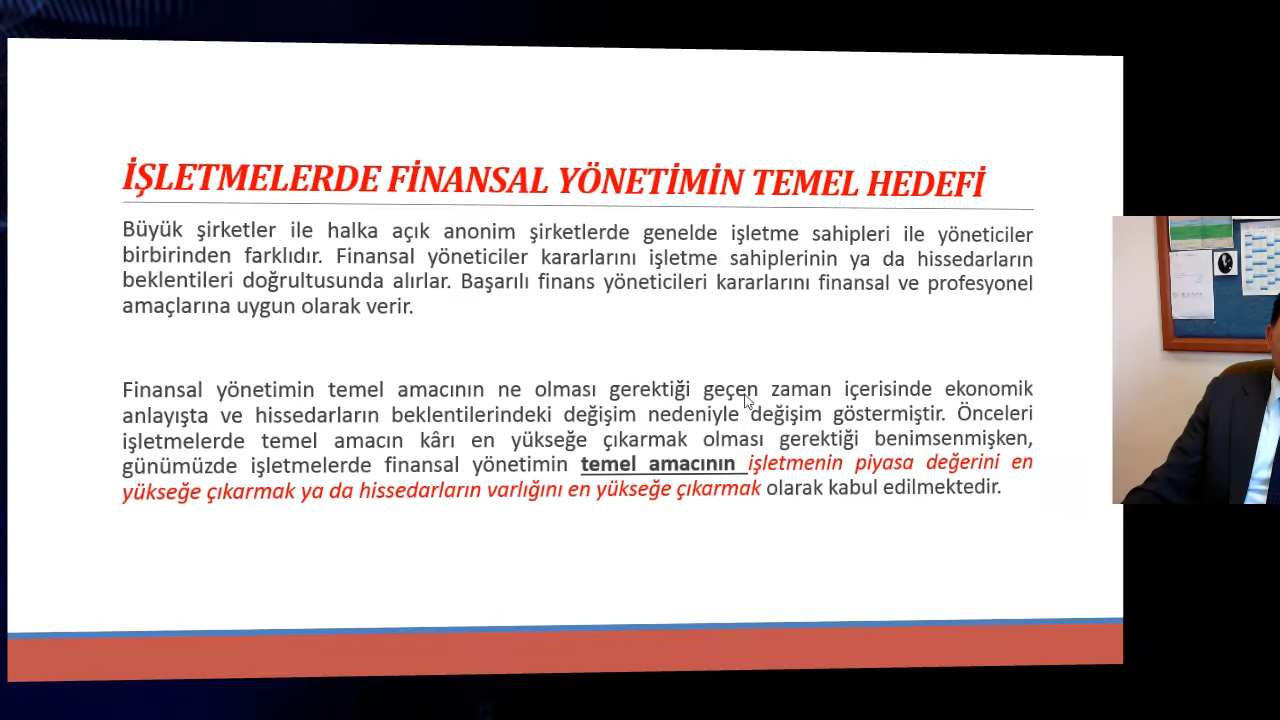 İŞLETMELERDE FİNANSAL YÖNETİMİN TEMEL HEDEFİ
Büyük şirketler ile halka açık anonim şirketlerde genelde işletme sahipleri ile yöneticiler
birbirinden farklıdır. Finansal yöneticiler kararlarını işletme sahiplerinin ya da hissedarların
beklentileri doğrultusunda alırlar. Başarılı finans yöneticileri kararlarını finansal ve profesyonel
amaçlarına uygun olarak verir.
Finansal yönetimin temel amacının ne olması gerektiği geçen zaman içerisinde ekonomik
anlayışta ve hissedarların beklentilerindeki değişim nedeniyle değişim göstermiştir. Önceleri
işletmelerde temel amacın kârı en yükseğe çıkarmak olması gerektiği benimsenmişken,
günümüzde işletmelerde finansal yönetimin temel amacının işletmenin piyasa değerini en
yükseğe çıkarmak ya da hissedarların varlığını en yükseğe çıkarmak olarak kabul edilmektedir.